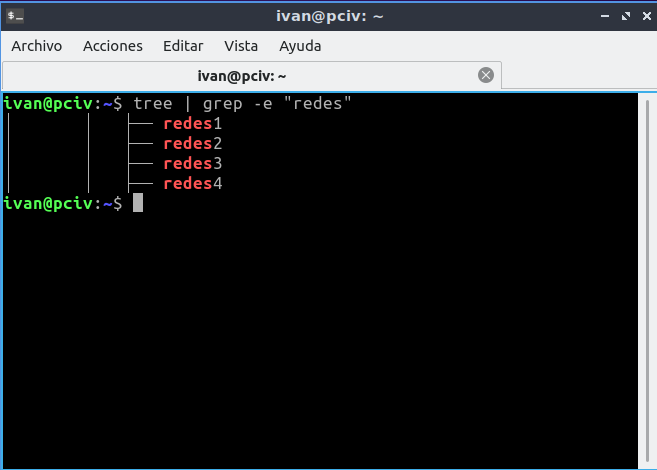 ivan@pciv: ~
Archivo Acciones Editar Vista Ayuda
ivan@pciv: ~
ivan@pciv:~$ tree | grep -e "redes"
│       │   ├── redes1
│       │   ├── redes2
│       │   ├── redes3
│       │   ├── redes4
ivan@pciv:~$